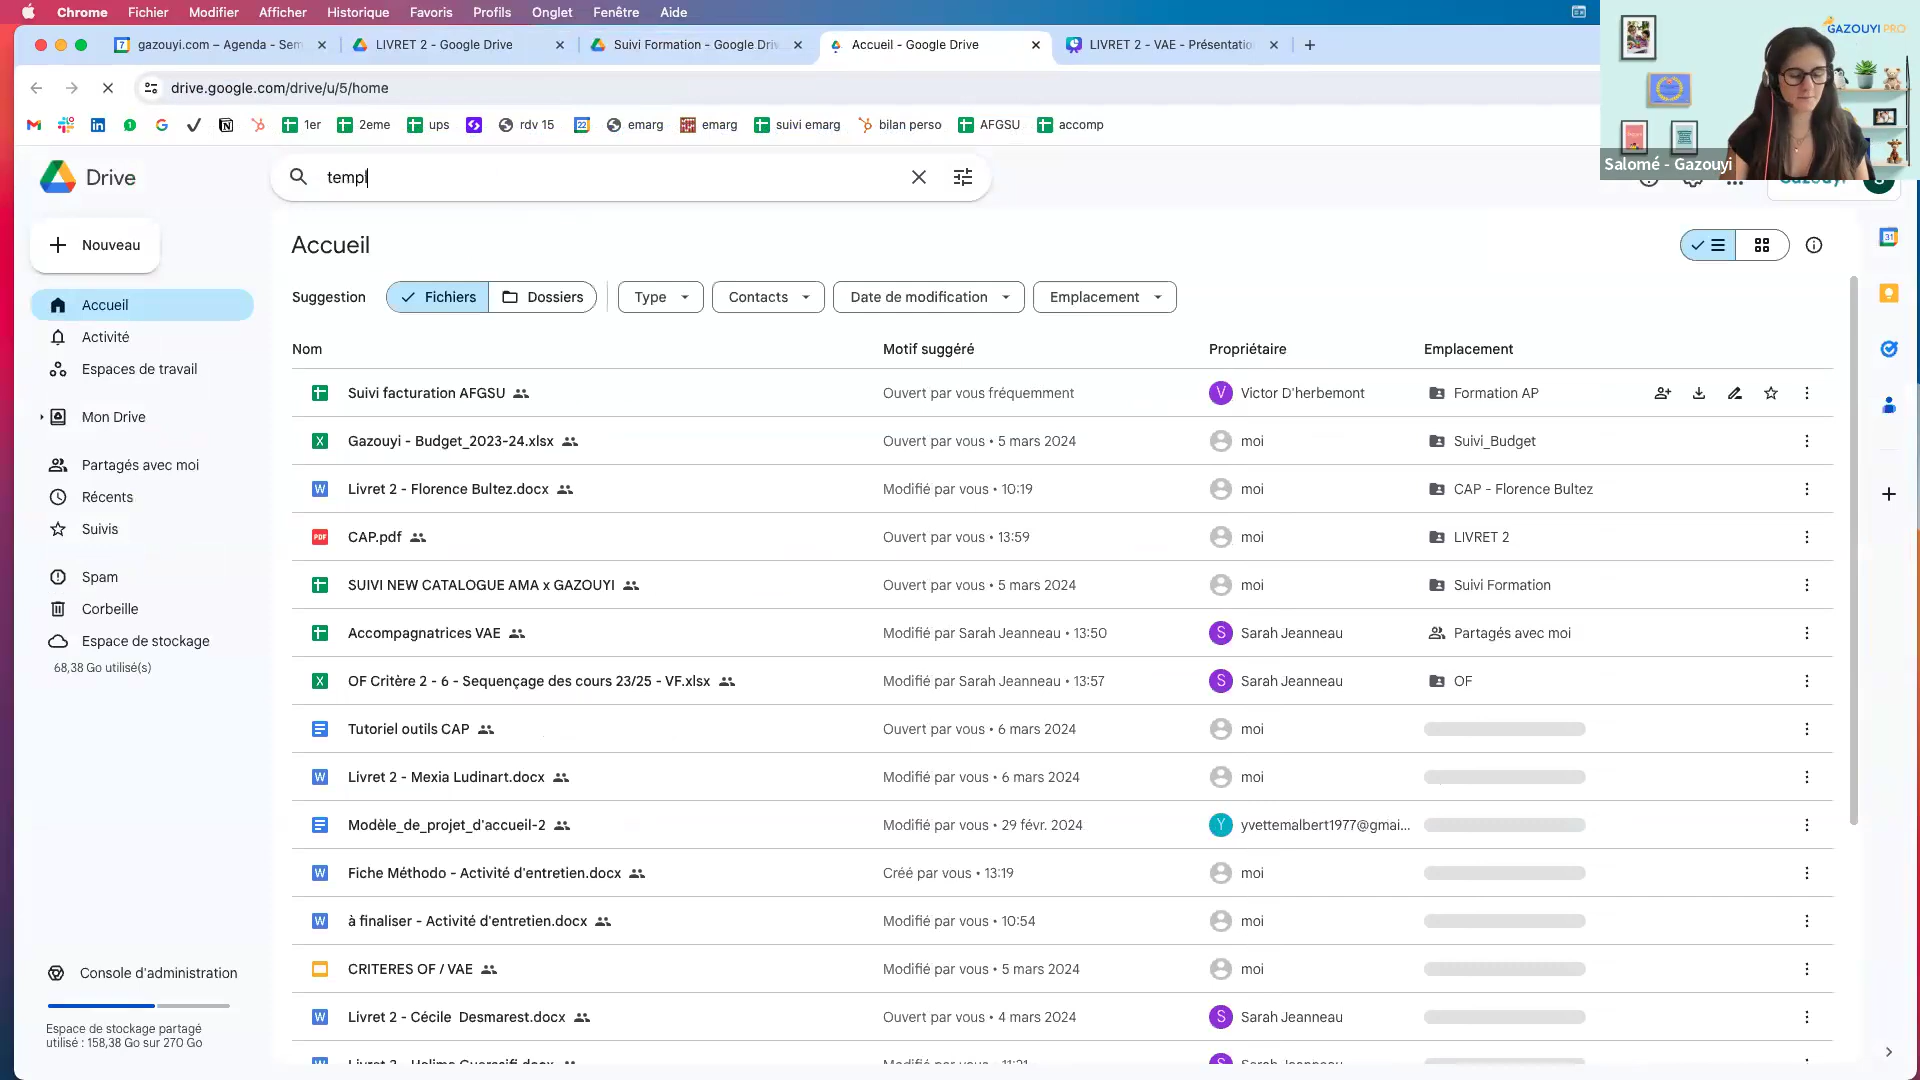 Chrome Fichier Modifier Afficher Historique Favoris Profils Onglet Fenêtre Aide
gazouyi.com – Agenda - Sem
LIVRET 2 - Google Drive
Suivi Formation - Google Driv
Accueil - Google Drive
LIVRET 2 - VAE - Présentatio
drive.google.com/drive/u/5/home
1er 2eme ups rdv 15 emarg emarg suivi emarg bilan perso AFGSU accomp
GAZOUYI PRO
Salomé - Gazouyi
Drive
templ
Nouveau
Accueil
Activité
Espaces de travail
Mon Drive
Partagés avec moi
Récents
Suivis
Spam
Corbeille
Espace de stockage
68,38 Go utilisé(s)
Console d'administration
Espace de stockage partagé
utilisé : 158,38 Go sur 270 Go
Accueil
Suggestion Fichiers Dossiers Type Contacts Date de modification Emplacement
Nom Motif suggéré Propriétaire Emplacement
Suivi facturation AFGSU Ouvert par vous fréquemment V Victor D'herbemont Formation AP
Gazouyi - Budget_2023-24.xlsx Ouvert par vous • 5 mars 2024 moi Suivi_Budget
Livret 2 - Florence Bultez.docx Modifié par vous • 10:19 moi CAP - Florence Bultez
CAP.pdf Ouvert par vous • 13:59 moi LIVRET 2
SUIVI NEW CATALOGUE AMA x GAZOUYI Ouvert par vous • 5 mars 2024 moi Suivi Formation
Accompagnatrices VAE Modifié par Sarah Jeanneau • 13:50 S Sarah Jeanneau Partagés avec moi
OF Critère 2 - 6 - Sequençage des cours 23/25 - VF.xlsx Modifié par Sarah Jeanneau • 13:57 S Sarah Jeanneau OF
Tutoriel outils CAP Ouvert par vous • 6 mars 2024 moi
Livret 2 - Mexia Ludinart.docx Modifié par vous • 6 mars 2024 moi
Modèle_de_projet_d'accueil-2 Modifié par vous • 29 févr. 2024 Y yvettemalbert1977@gmai...
Fiche Méthodo - Activité d'entretien.docx Créé par vous • 13:19 moi
à finaliser - Activité d'entretien.docx Modifié par vous • 10:54 moi
CRITERES OF / VAE Modifié par vous • 5 mars 2024 moi
Livret 2 - Cécile Desmarest.docx Ouvert par vous • 4 mars 2024 S Sarah Jeanneau